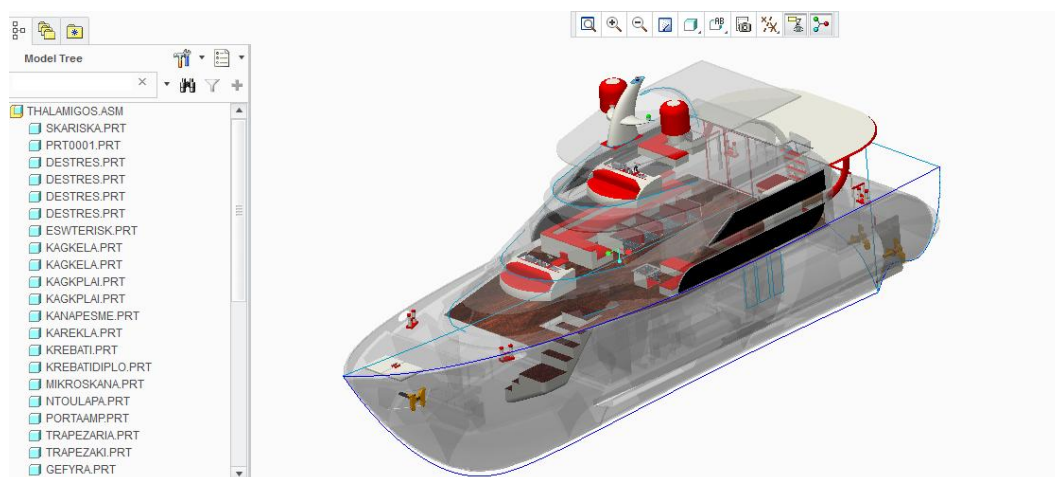 Model Tree
THALAMIGOS.ASM
SKARISKA.PRT
PRT0001.PRT
DESTRES.PRT
DESTRES.PRT
DESTRES.PRT
DESTRES.PRT
ESWTERISK.PRT
KAGKELA.PRT
KAGKELA.PRT
KAGKPLAI.PRT
KAGKPLAI.PRT
KANAPESME.PRT
KAREKLA.PRT
KREBATI.PRT
KREBATIDIPLO.PRT
MIKROSKANA.PRT
NTOULAPA.PRT
PORTAAMP.PRT
TRAPEZARIA.PRT
TRAPEZAKI.PRT
GEFYRA.PRT